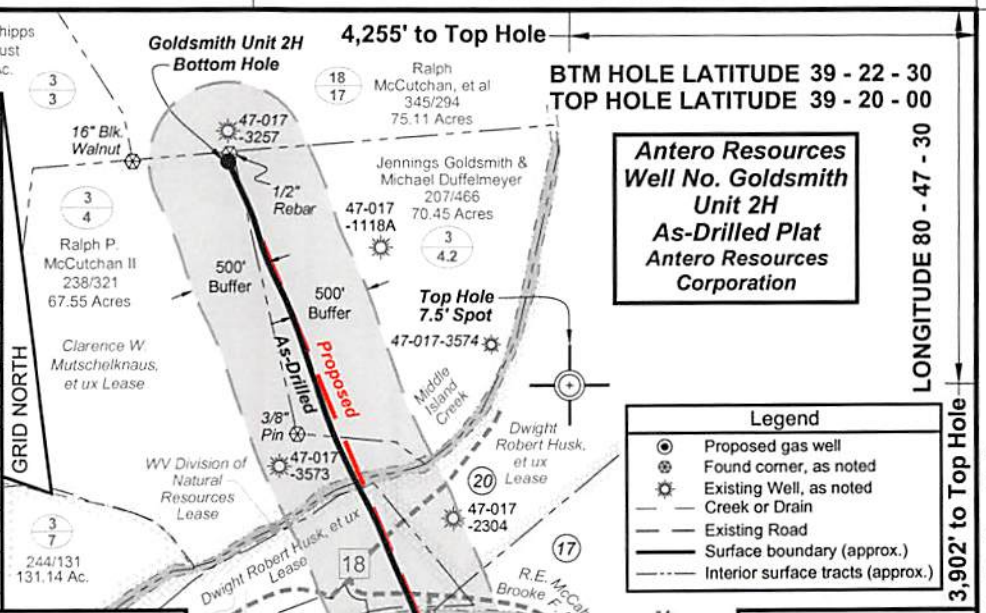 hipps
ust
Ac.
3
3
Goldsmith Unit 2H
Bottom Hole
4,255' to Top Hole
18
17
Ralph
McCutchan, et al
345/294
75.11 Acres
BTM HOLE LATITUDE 39 - 22 - 30
TOP HOLE LATITUDE 39 - 20 - 00
LONGITUDE 80 - 47 - 30
16" Blk.
Walnut
47-017
-3257
1/2"
Rebar
Jennings Goldsmith &
Michael Duffelmeyer
207/466
70.45 Acres
Antero Resources
Well No. Goldsmith
Unit 2H
As-Drilled Plat
Antero Resources
Corporation
3
4
Ralph P.
McCutchan II
238/321
67.55 Acres
47-017
-1118A
3
4.2
500'
Buffer
500'
Buffer
Top Hole
7.5' Spot
47-017-3574
Clarence W.
Mutschelknaus,
et ux Lease
As-Drilled
Proposed
Middle
Island
Creek
GRID NORTH
3/8"
Pin
47-017
-3573
WV Division of
Natural
Resources
Lease
Dwight
Robert Husk,
et ux
Lease
20
47-017
-2304
17
3
7
244/131
131.14 Ac.
Dwight Robert Husk, et ux
Lease
18
R.E. McCab
Brooke F.
Legend
Proposed gas well
Found corner, as noted
Existing Well, as noted
Creek or Drain
Existing Road
Surface boundary (approx.)
Interior surface tracts (approx.)
3,902' to Top Hole